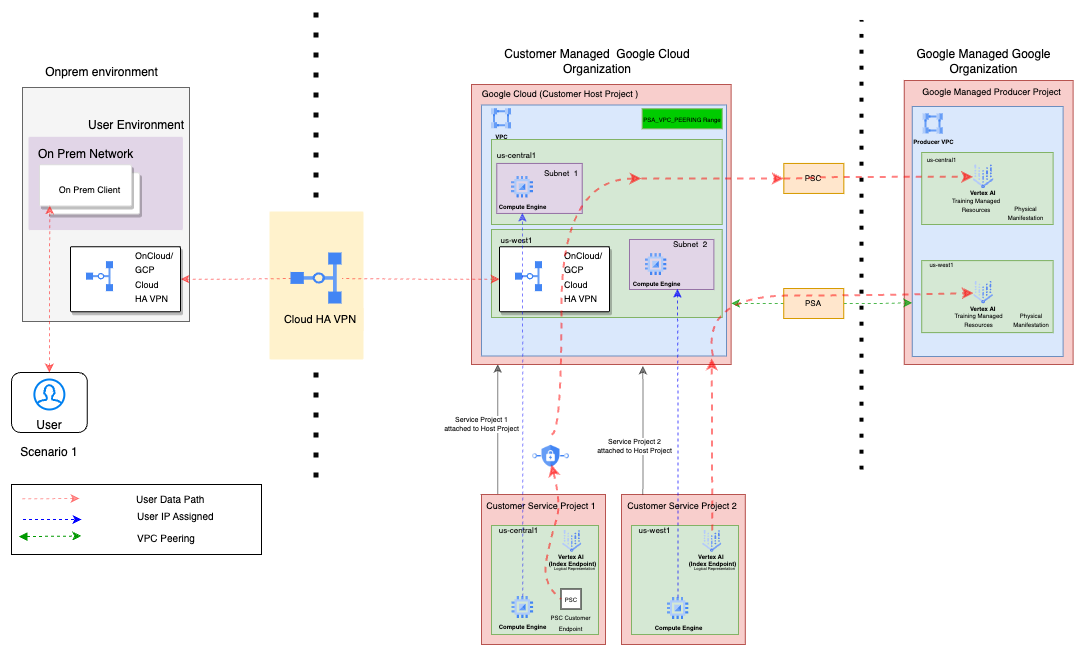 Onprem environment
User Environment
On Prem Network
On Prem Client
OnCloud/
GCP
Cloud
HA VPN
User
Scenario 1
User Data Path
User IP Assigned
VPC Peering
Cloud HA VPN
Customer Managed  Google Cloud
Organization
Google Cloud (Customer Host Project )
VPC
PSA_VPC_PEERING Range
us-central1
Subnet  1
Compute Engine
us-west1
OnCloud/
GCP
Cloud
HA VPN
Subnet  2
Compute Engine
Service Project 1
attached to Host Project
Service Project 2
attached to Host Project
Customer Service Project 1
us-central1
Vertex AI
(Index Endpoint)
Logical Representation
Compute Engine
PSC
PSC Customer
Endpoint
Customer Service Project 2
us-west1
Vertex AI
(Index Endpoint)
Logical Representation
Compute Engine
PSC
PSA
Google Managed Google
Organization
Google Managed Producer Project
Producer VPC
us-central1
Vertex AI
Training Managed
Resources
Physical
Manifestation
us-west1
Vertex AI
Training Managed
Resources
Physical
Manifestation